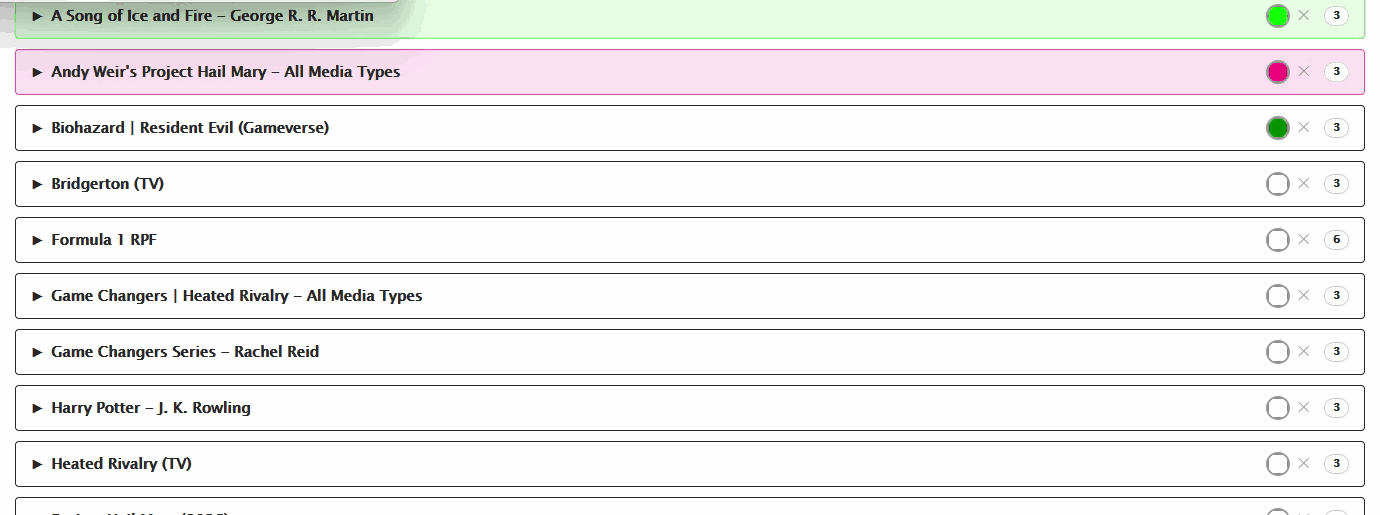 ► A Song of Ice and Fire – George R. R. Martin × 3
► Andy Weir's Project Hail Mary – All Media Types × 3
► Biohazard | Resident Evil (Gameverse) × 3
► Bridgerton (TV) × 3
► Formula 1 RPF × 6
► Game Changers | Heated Rivalry – All Media Types × 3
► Game Changers Series – Rachel Reid × 3
► Harry Potter – J. K. Rowling × 3
► Heated Rivalry (TV) × 3